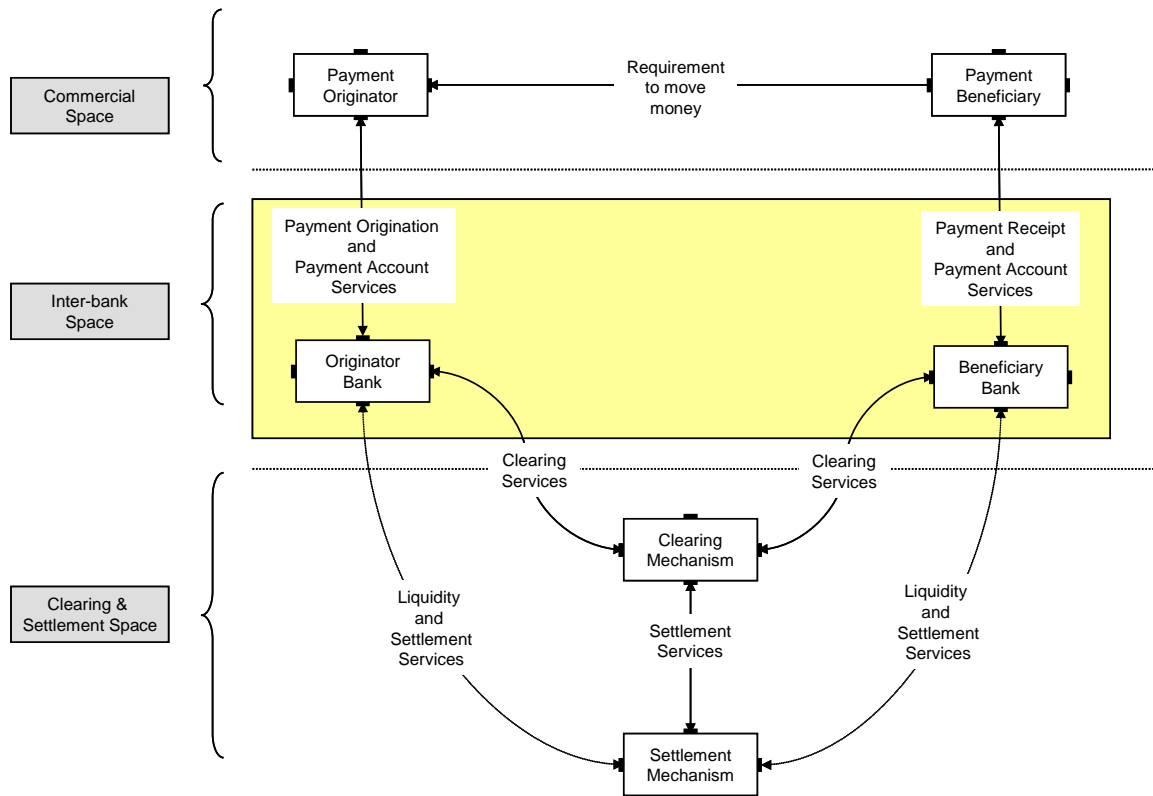 Commercial
Space
Payment
Originator
Requirement
to move
money
Payment
Beneficiary
Inter-bank
Space
Payment Origination
and
Payment Account
Services
Payment Receipt
and
Payment Account
Services
Originator
Bank
Beneficiary
Bank
Clearing &
Settlement Space
Clearing
Services
Clearing
Services
Clearing
Mechanism
Liquidity
and
Settlement
Services
Settlement
Services
Liquidity
and
Settlement
Services
Settlement
Mechanism